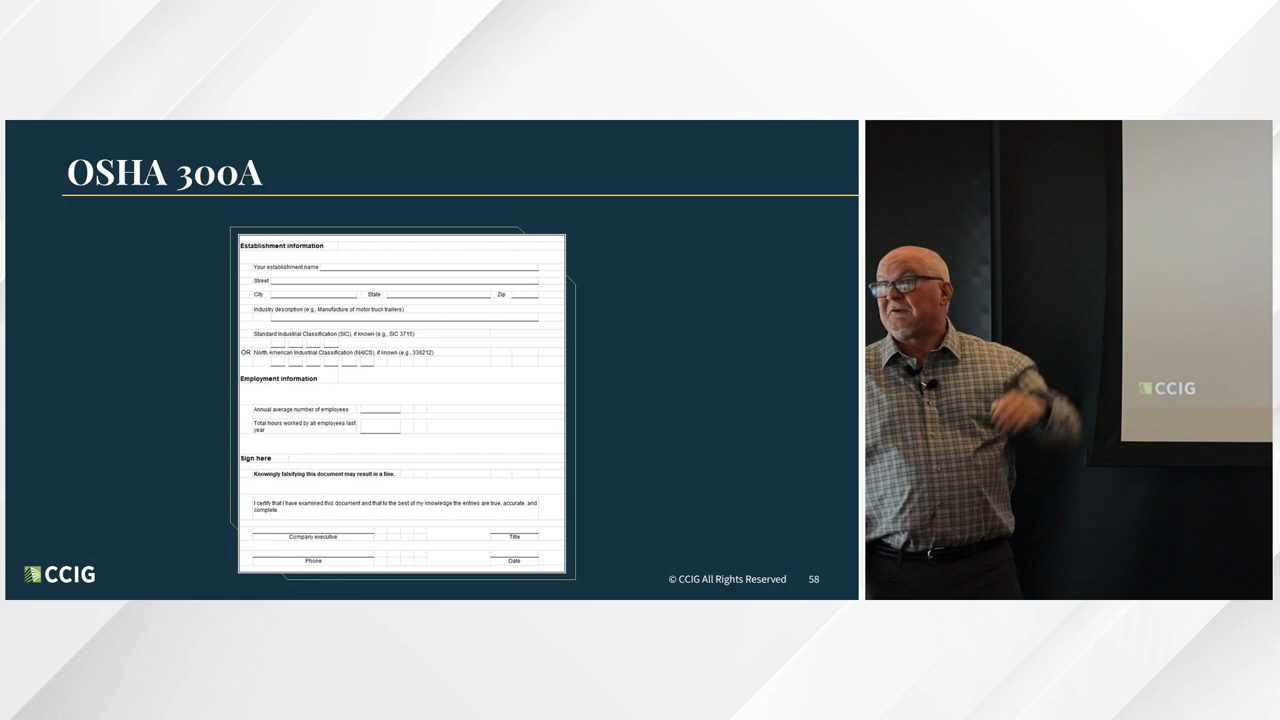 OSHA 300A
Establishment information
Your establishment name
Street
City State Zip
Industry description (e.g., Manufacture of motor truck trailers)
Standard Industrial Classification (SIC), if known (e.g., SIC 3715)
OR North American Industrial Classification (NAICS), if known (e.g., 336212)
Employment information
Annual average number of employees
Total hours worked by all employees last
year
Sign here
Knowingly falsifying this document may result in a fine.
I certify that I have examined this document and that to the best of my knowledge the entries are true, accurate, and
complete.
Company executive Title
Phone Date
CCIG
© CCIG All Rights Reserved 58
CCIG